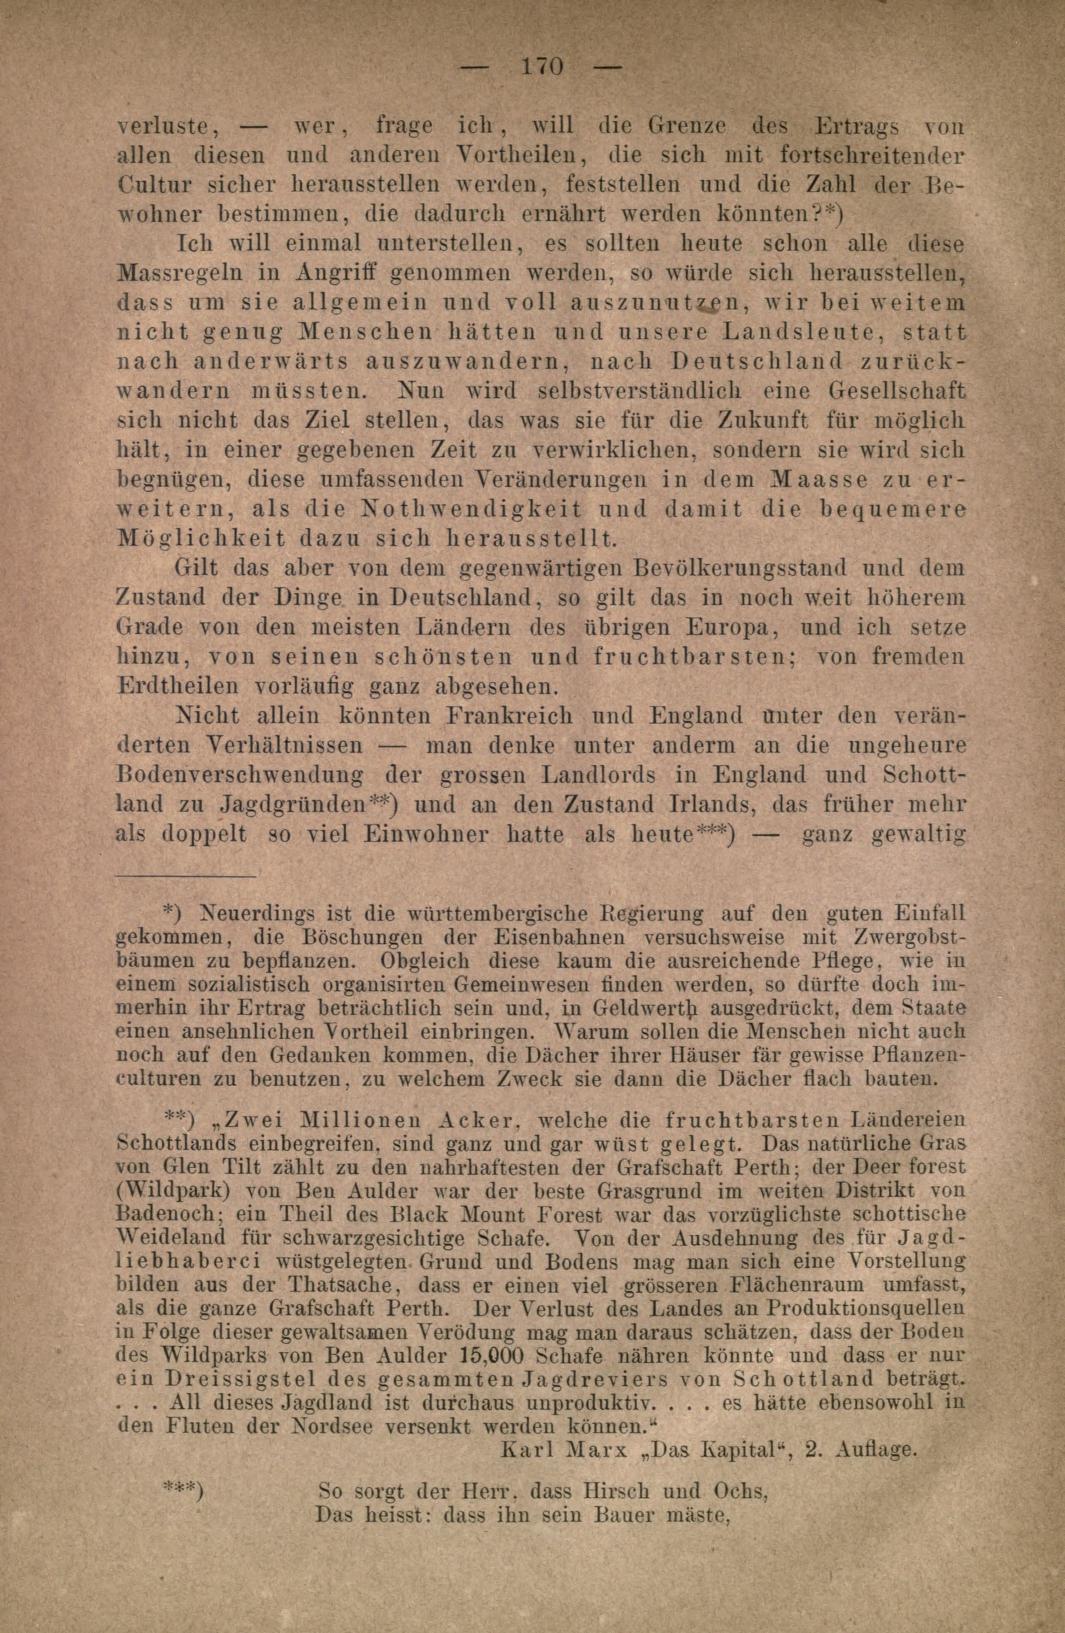 — 170 —
verluste, — wer, frage ich, will die Grenze des Ertrags von
allen diesen und anderen Vortheilen, die sich mit fortschreitender
Cultur sicher herausstellen werden, feststellen und die Zahl der Be-
wohner bestimmen, die dadurch ernährt werden könnten?*)
Ich will einmal unterstellen, es sollten heute schon alle diese
Massregeln in Angriff genommen werden, so würde sich herausstellen,
dass um sie allgemein und voll auszunutzen, wir bei weitem
nicht genug Menschen hätten und unsere Landsleute, statt
nach anderwärts auszuwandern, nach Deutschland zurück-
wandern müssten. Nun wird selbstverständlich eine Gesellschaft
sich nicht das Ziel stellen, das was sie für die Zukunft für möglich
hält, in einer gegebenen Zeit zu verwirklichen, sondern sie wird sich
begnügen, diese umfassenden Veränderungen in dem Maasse zu er-
weitern, als die Nothwendigkeit und damit die bequemere
Möglichkeit dazu sich herausstellt.
Gilt das aber von dem gegenwärtigen Bevölkerungsstand und dem
Zustand der Dinge in Deutschland, so gilt das in noch weit höherem
Grade von den meisten Ländern des übrigen Europa, und ich setze
hinzu, von seinen schönsten und fruchtbarsten; von fremden
Erdtheilen vorläufig ganz abgesehen.
Nicht allein könnten Frankreich und England unter den verän-
derten Verhältnissen — man denke unter anderm an die ungeheure
Bodenverschwendung der grossen Landlords in England und Schott-
land zu Jagdgründen**) und an den Zustand Irlands, das früher mehr
als doppelt so viel Einwohner hatte als heute***) — ganz gewaltig
*) Neuerdings ist die württembergische Regierung auf den guten Einfall
gekommen, die Böschungen der Eisenbahnen versuchsweise mit Zwergobst-
bäumen zu bepflanzen. Obgleich diese kaum die ausreichende Pflege, wie in
einem sozialistisch organisirten Gemeinwesen finden werden, so dürfte doch im-
merhin ihr Ertrag beträchtlich sein und, in Geldwerth ausgedrückt, dem Staate
einen ansehnlichen Vortheil einbringen. Warum sollen die Menschen nicht auch
noch auf den Gedanken kommen, die Dächer ihrer Häuser fär gewisse Pflanzen-
culturen zu benutzen, zu welchem Zweck sie dann die Dächer flach bauten.
**) „Zwei Millionen Acker, welche die fruchtbarsten Ländereien
Schottlands einbegreifen, sind ganz und gar wüst gelegt. Das natürliche Gras
von Glen Tilt zählt zu den nahrhaftesten der Grafschaft Perth; der Deer forest
(Wildpark) von Ben Aulder war der beste Grasgrund im weiten Distrikt von
Badenoch; ein Theil des Black Mount Forest war das vorzüglichste schottische
Weideland für schwarzgesichtige Schafe. Von der Ausdehnung des für Jagd-
liebhaberei wüstgelegten Grund und Bodens mag man sich eine Vorstellung
bilden aus der Thatsache, dass er einen viel grösseren Flächenraum umfasst,
als die ganze Grafschaft Perth. Der Verlust des Landes an Produktionsquellen
in Folge dieser gewaltsamen Verödung mag man daraus schätzen, dass der Boden
des Wildparks von Ben Aulder 15,000 Schafe nähren könnte und dass er nur
ein Dreissigstel des gesammten Jagdreviers von Schottland beträgt.
. . . All dieses Jagdland ist durchaus unproduktiv. . . . es hätte ebensowohl in
den Fluten der Nordsee versenkt werden können.“
Karl Marx „Das Kapital“, 2. Auflage.
***) So sorgt der Herr, dass Hirsch und Ochs,
Das heisst: dass ihn sein Bauer mäste,